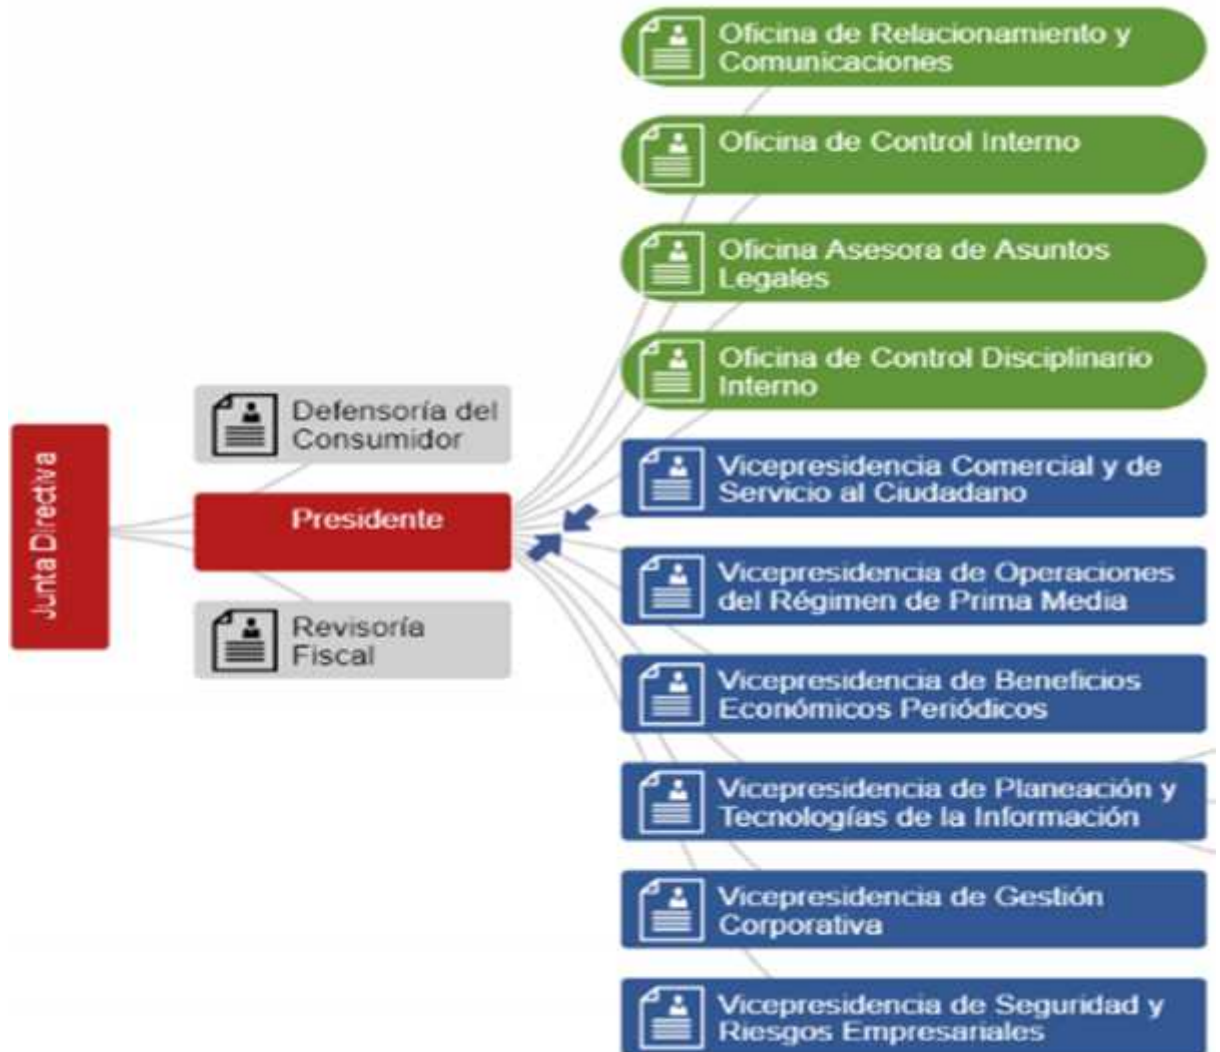 Oficina de Relacionamiento y
Comunicaciones
Oficina de Control Interno
Oficina Asesora de Asuntos
Legales
Oficina de Control Disciplinario
Interno
Junta Directiva
Defensoría del
Consumidor
Presidente
Revisoría
Fiscal
Vicepresidencia Comercial y de
Servicio al Ciudadano
Vicepresidencia de Operaciones
del Régimen de Prima Media
Vicepresidencia de Beneficios
Económicos Periódicos
Vicepresidencia de Planeación y
Tecnologías de la Información
Vicepresidencia de Gestión
Corporativa
Vicepresidencia de Seguridad y
Riesgos Empresariales